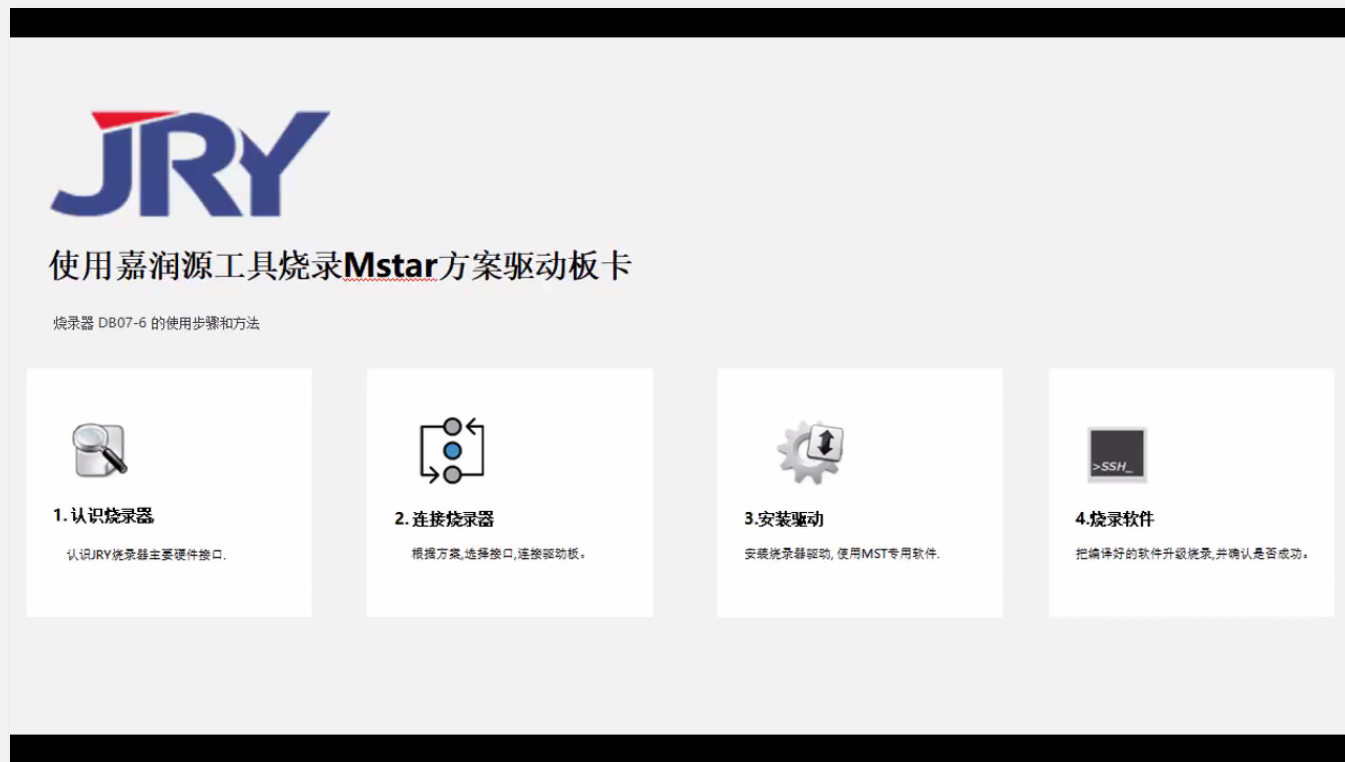 JRY
使用嘉润源工具烧录Mstar方案驱动板卡
烧录器 DB07-6 的使用步骤和方法
1. 认识烧录器
认识JRY烧录器主要硬件接口.
2. 连接烧录器
根据方案,选择接口,连接驱动板。
3.安装驱动
安装烧录器驱动, 使用MST专用软件.
>SSH_
4.烧录软件
把编译好的软件升级烧录,并确认是否成功。